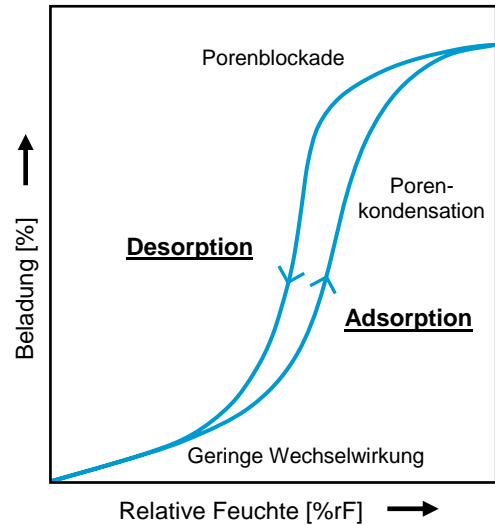 Porenblockade
Poren-
kondensation
Desorption
Adsorption
Geringe Wechselwirkung
Beladung [%]
Relative Feuchte [%rF]